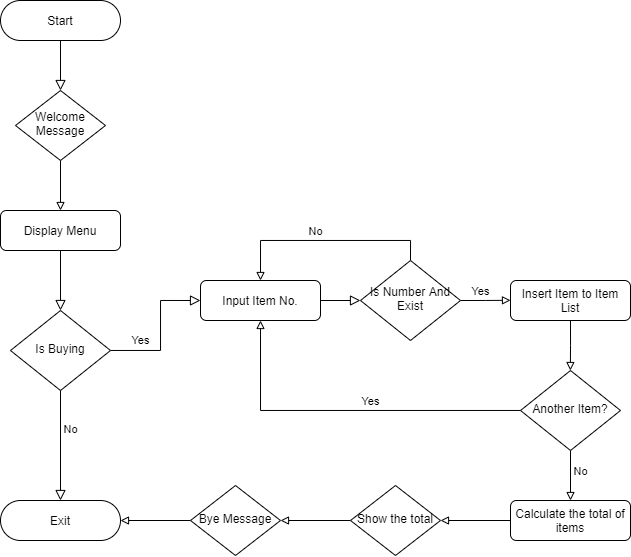 Start
Welcome
Message
Display Menu
Is Buying
Yes
No
Input Item No.
No
Is Number And
Exist
Yes
Insert Item to Item
List
Another Item?
Yes
No
Calculate the total of
items
Show the total
Bye Message
Exit